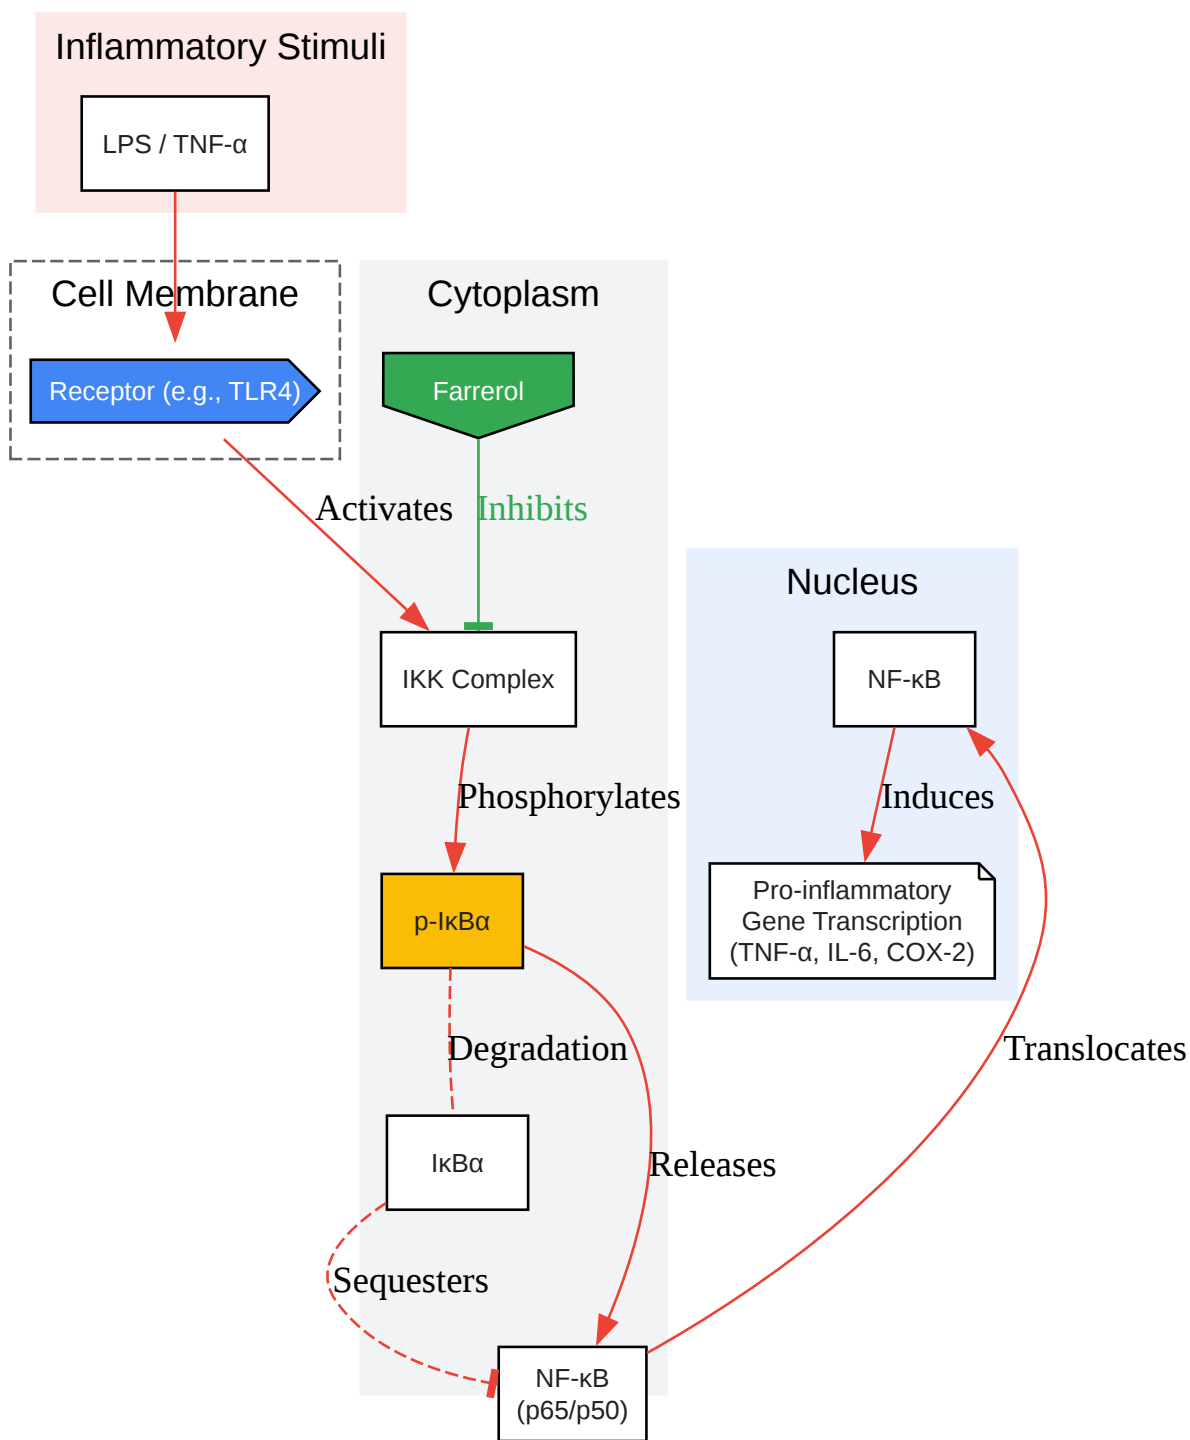 Inflammatory Stimuli
LPS / TNF-α
Cell Membrane
Cytoplasm
Receptor (e.g., TLR4)
Farrerol
Activates
Inhibits
Nucleus
IKK Complex
NF-κB
Phosphorylates
Induces
p-IκBα
Pro-inflammatory
Gene Transcription
(TNF-α, IL-6, COX-2)
Degradation
Translocates
IκBα
Releases
Sequesters
NF-κB
(p65/p50)